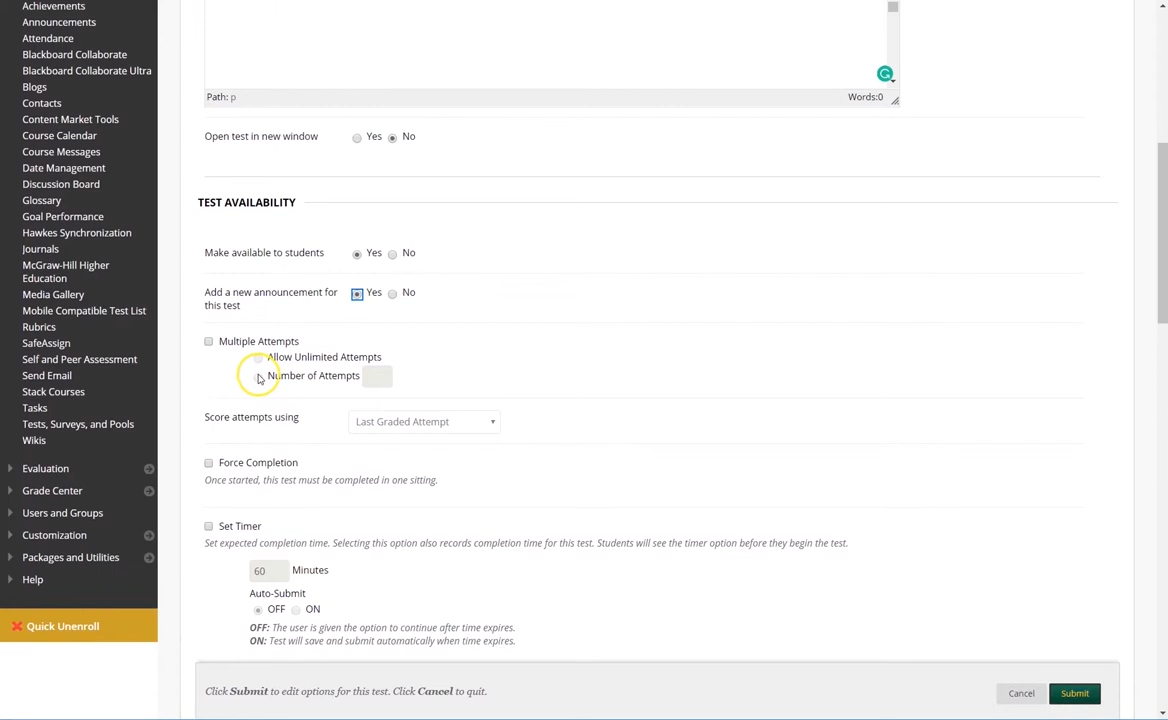 Achievements
Announcements
Attendance
Blackboard Collaborate
Blackboard Collaborate Ultra
Blogs
Contacts
Content Market Tools
Course Calendar
Course Messages
Date Management
Discussion Board
Glossary
Goal Performance
Hawkes Synchronization
Journals
McGraw-Hill Higher
Education
Media Gallery
Mobile Compatible Test List
Rubrics
SafeAssign
Self and Peer Assessment
Send Email
Stack Courses
Tasks
Tests, Surveys, and Pools
Wikis
Evaluation
Grade Center
Users and Groups
Customization
Packages and Utilities
Help
Quick Unenroll
Path: p Words:0
Open test in new window Yes No
TEST AVAILABILITY
Make available to students Yes No
Add a new announcement for Yes No
this test
Multiple Attempts
Allow Unlimited Attempts
Number of Attempts
Score attempts using Last Graded Attempt
Force Completion
Once started, this test must be completed in one sitting.
Set Timer
Set expected completion time. Selecting this option also records completion time for this test. Students will see the timer option before they begin the test.
60 Minutes
Auto-Submit
OFF ON
OFF: The user is given the option to continue after time expires.
ON: Test will save and submit automatically when time expires.
Click Submit to edit options for this test. Click Cancel to quit. Cancel Submit